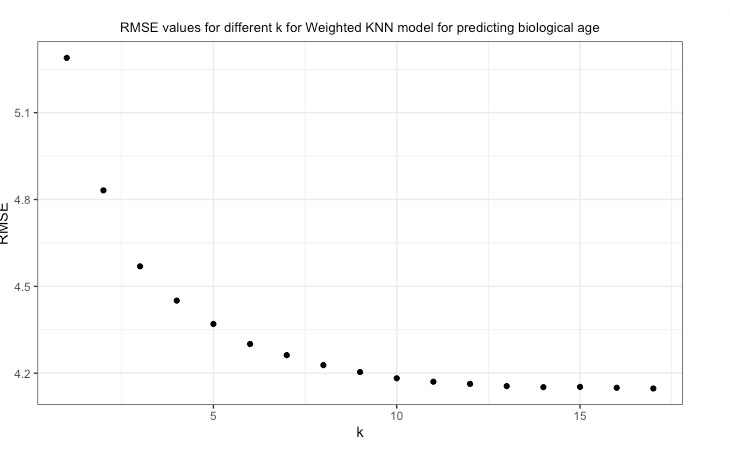 RMSE values for different k for Weighted KNN model for predicting biological age
RMSE
5.1
4.8
4.5
4.2
5 10 15
k